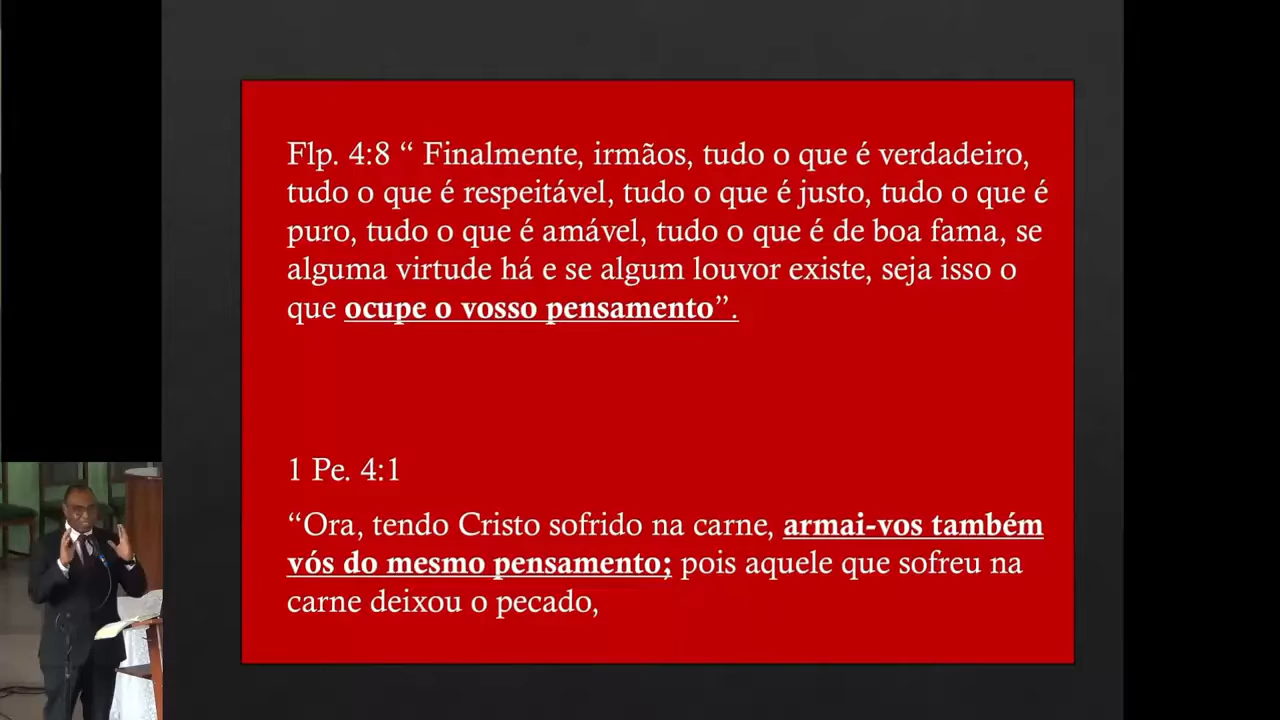 Flp. 4:8 “ Finalmente, irmãos, tudo o que é verdadeiro,
tudo o que é respeitável, tudo o que é justo, tudo o que é
puro, tudo o que é amável, tudo o que é de boa fama, se
alguma virtude há e se algum louvor existe, seja isso o
que ocupe o vosso pensamento”.
1 Pe. 4:1
“Ora, tendo Cristo sofrido na carne, armai-vos também
vós do mesmo pensamento; pois aquele que sofreu na
carne deixou o pecado,